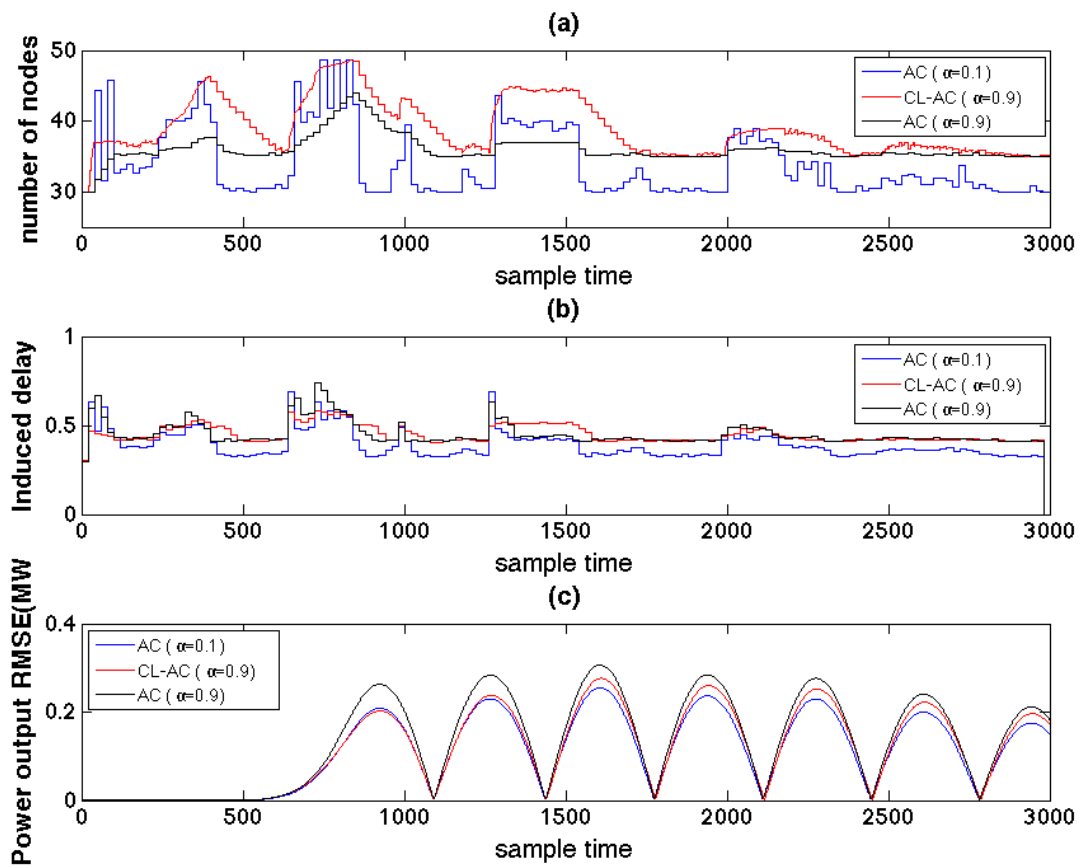 (a)
number of nodes
50
40
30
0
500
1000
1500
2000
2500
3000
sample time
AC ( α=0.1)
CL-AC ( α=0.9)
AC ( α=0.9)
(b)
Induced delay
1
0.5
0
0
500
1000
1500
2000
2500
3000
sample time
AC ( α=0.1)
CL-AC ( α=0.9)
AC ( α=0.9)
(c)
Power output RMSE(MW
0.4
0.2
0
0
500
1000
1500
2000
2500
3000
sample time
AC ( α=0.1)
CL-AC ( α=0.9)
AC ( α=0.9)